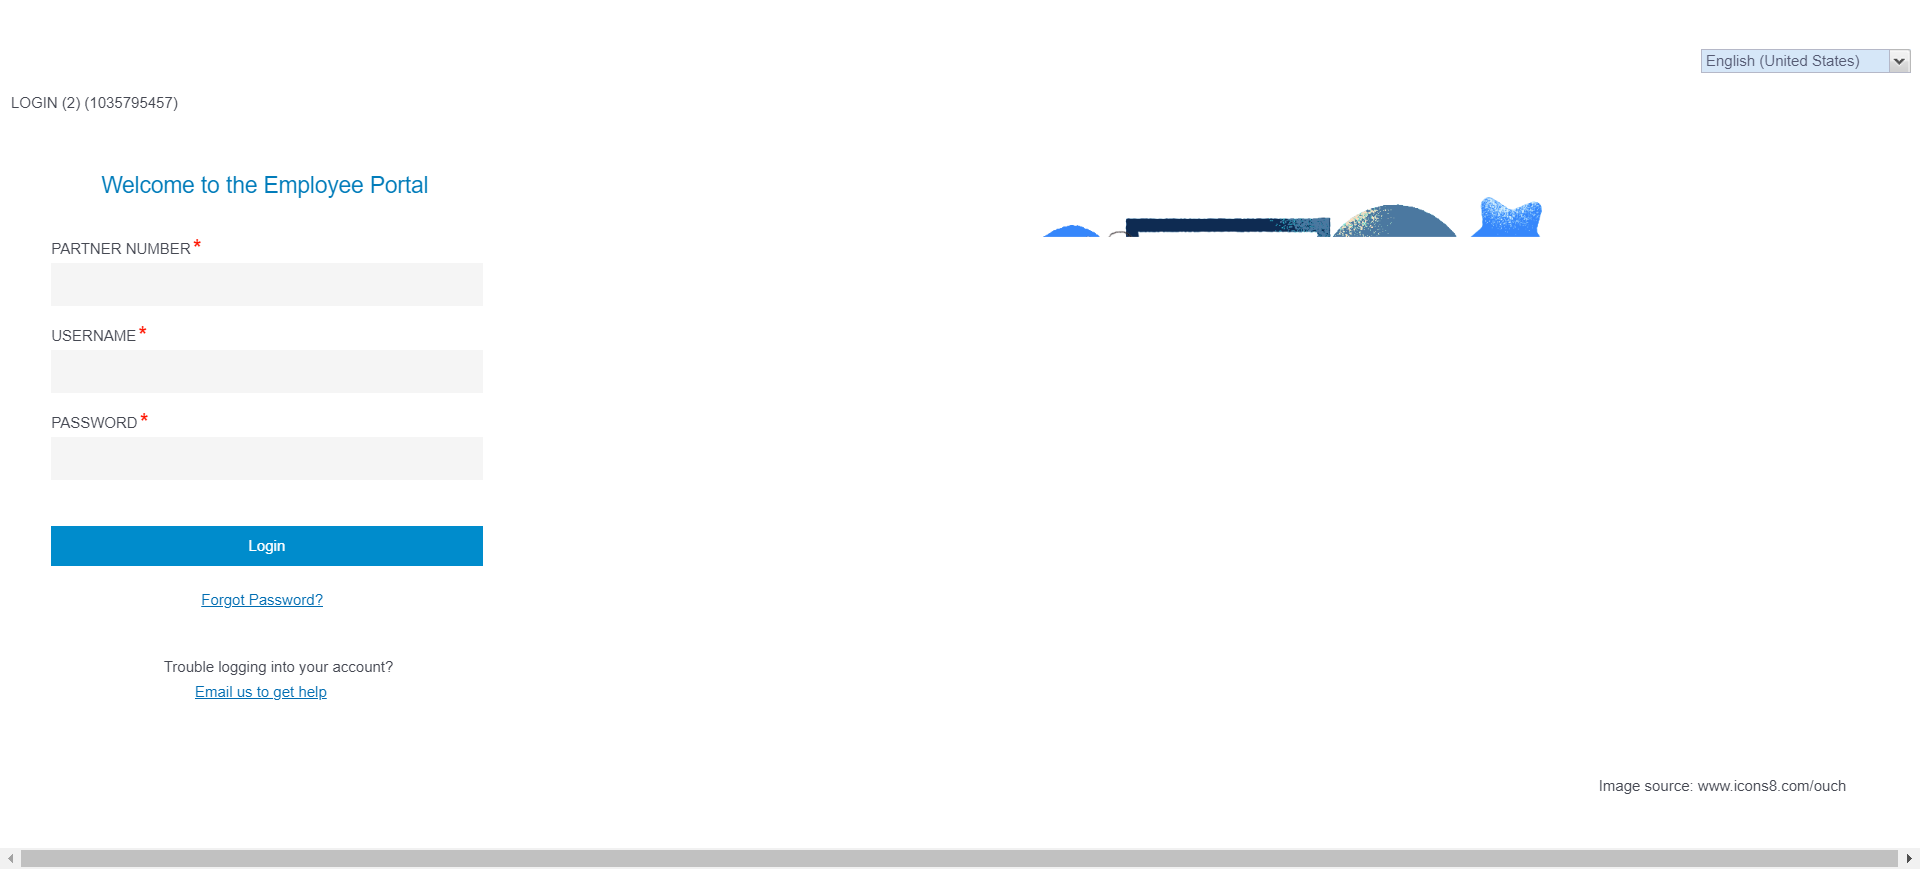 English (United States)
LOGIN (2) (1035795457)
Welcome to the Employee Portal
PARTNER NUMBER*
USERNAME*
PASSWORD*
Login
Forgot Password?
Trouble logging into your account?
Email us to get help
Image source: www.icons8.com/ouch